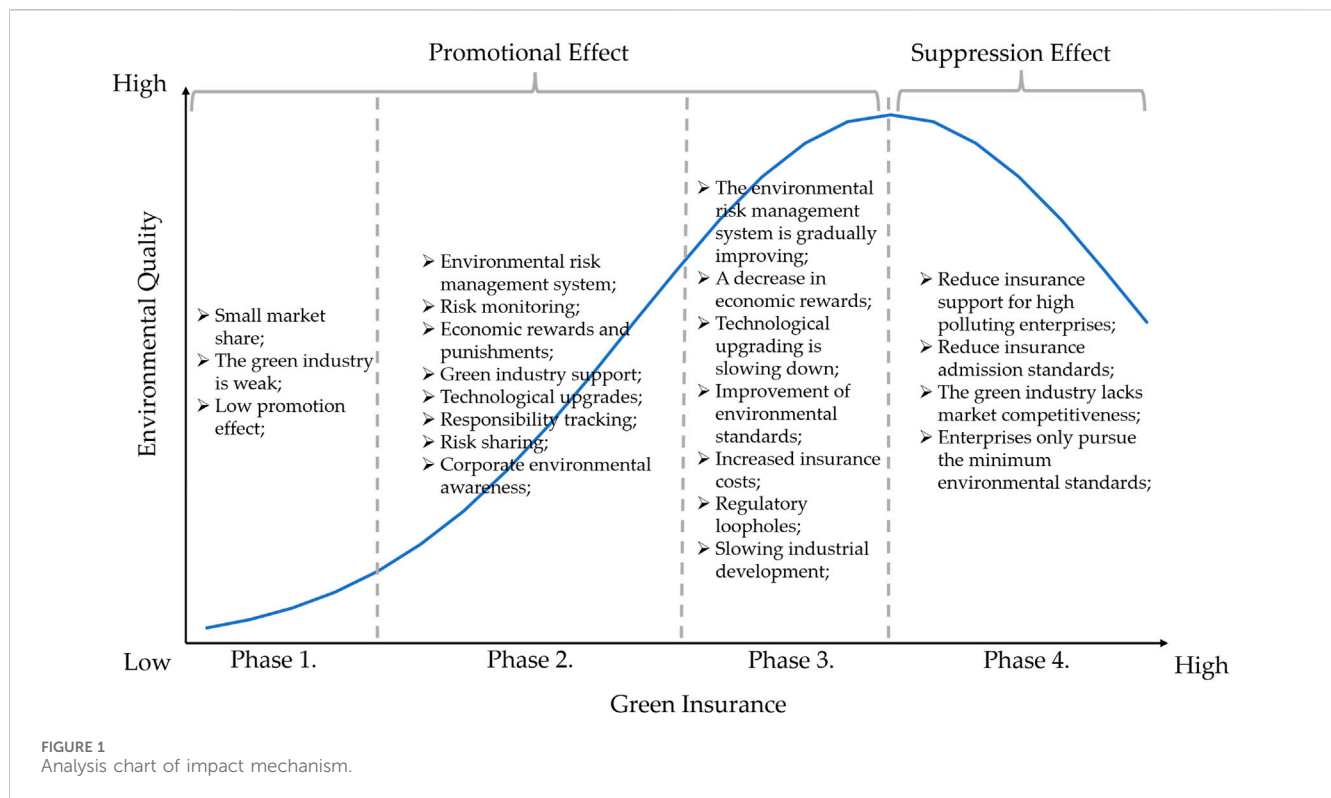 Promotional Effect
Suppression Effect
High
Environmental Quality
➢ Small market
share;
➢ The green industry
is weak;
➢ Low promotion
effect;
➢ Environmental risk
management system;
➢ Risk monitoring;
➢ Economic rewards and
punishments;
➢ Green industry support;
➢ Technological upgrades;
➢ Responsibility tracking;
➢ Risk sharing;
➢ Corporate environmental
awareness;
➢ The environmental
risk management
system is gradually
improving;
➢ A decrease in
economic rewards;
➢ Technological
upgrading is
slowing down;
➢ Improvement of
environmental
standards;
➢ Increased insurance
costs;
➢ Regulatory
loopholes;
➢ Slowing industrial
development;
➢ Reduce insurance
support for high
polluting enterprises;
➢ Reduce insurance
admission standards;
➢ The green industry lacks
market competitiveness;
➢ Enterprises only pursue
the minimum
environmental standards;
Low
Phase 1.
Phase 2.
Phase 3.
Phase 4.
High
Green Insurance
FIGURE 1
Analysis chart of impact mechanism.